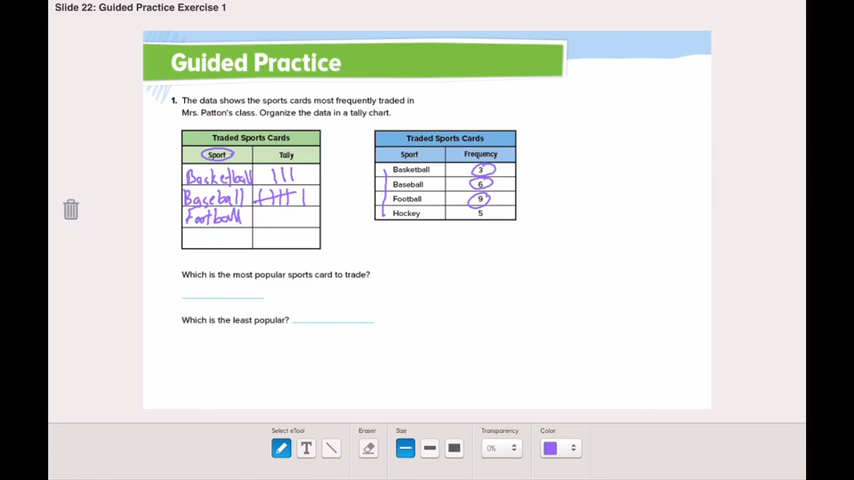 Slide 22: Guided Practice Exercise 1
Guided Practice
1. The data shows the sports cards most frequently traded in
Mrs. Patton's class. Organize the data in a tally chart.
Traded Sports Cards
Sport Tally
Basketball
Baseball
Football
Traded Sports Cards
Sport Frequency
Basketball 3
Baseball 6
Football 9
Hockey 5
Which is the most popular sports card to trade?
Which is the least popular?
Select eTool
Eraser
Size
Transparency
Color
T
0%